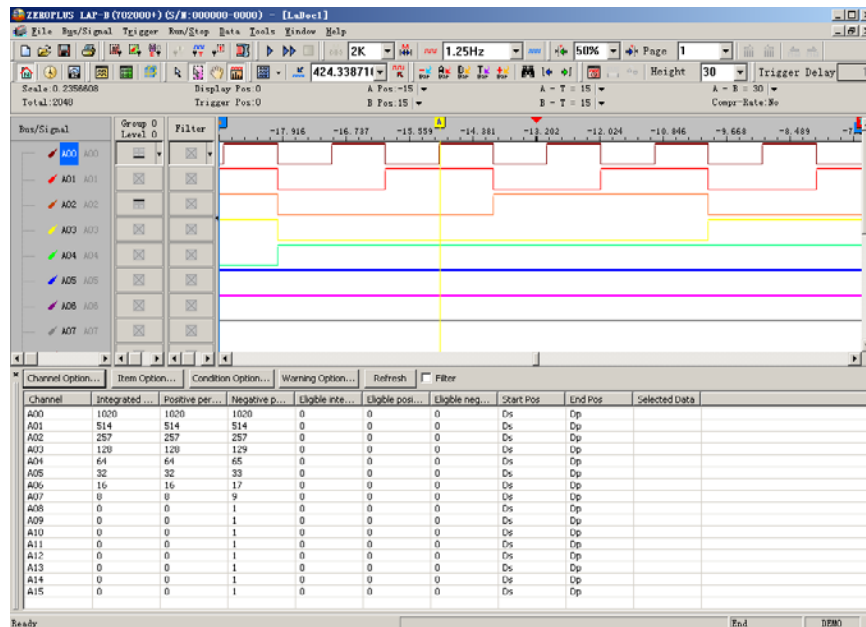 ZEROPLUS LAP-B(702000+)(S/N:000000-0000) - [LaDoc1]
File Bus/Signal Trigger Run/Stop Data Tools Window Help
2K 1.25Hz 50% Page 1
Height 30 Trigger Delay
Scale:0.2356608 Display Pos:0 A Pos:-15 A - T = 15 A - B = 30
Total:2048 Trigger Pos:0 B Pos:15 B - T = 15 Compr-Rate:No
Bus/Signal Group 0 Level 0 Filter A -17.916 -16.737 -15.559 -14.381 -13.202 -12.024 -10.846 -9.668 -8.489
A00 A00
A01 A01
A02 A02
A03 A03
A04 A04
A05 A05
A06 A06
A07 A07
Channel Option... Item Option... Condition Option... Warning Option... Refresh Filter
Channel Integrated ... Positive per... Negative p... Eligible inte... Eligible posi... Eligible neg... Start Pos End Pos Selected Data
A00 1020 1020 1020 0 0 0 Ds Dp
A01 514 514 514 0 0 0 Ds Dp
A02 257 257 257 0 0 0 Ds Dp
A03 128 128 129 0 0 0 Ds Dp
A04 64 64 65 0 0 0 Ds Dp
A05 32 32 33 0 0 0 Ds Dp
A06 16 16 17 0 0 0 Ds Dp
A07 8 8 9 0 0 0 Ds Dp
A08 0 0 1 0 0 0 Ds Dp
A09 0 0 1 0 0 0 Ds Dp
A10 0 0 1 0 0 0 Ds Dp
A11 0 0 1 0 0 0 Ds Dp
A12 0 0 1 0 0 0 Ds Dp
A13 0 0 1 0 0 0 Ds Dp
A14 0 0 1 0 0 0 Ds Dp
A15 0 0 1 0 0 0 Ds Dp
Ready End DEMO